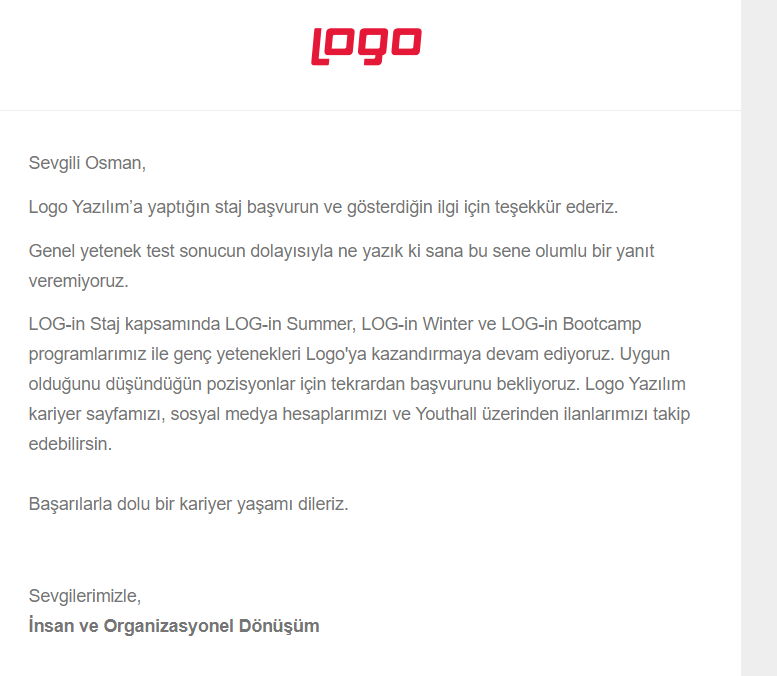 Logo
Sevgili Osman,
Logo Yazılım’a yaptığın staj başvurun ve gösterdiğin ilgi için teşekkür ederiz.
Genel yetenek test sonucun dolayısıyla ne yazık ki sana bu sene olumlu bir yanıt
veremiyoruz.
LOG-in Staj kapsamında LOG-in Summer, LOG-in Winter ve LOG-in Bootcamp
programlarımız ile genç yetenekleri Logo'ya kazandırmaya devam ediyoruz. Uygun
olduğunu düşündüğün pozisyonlar için tekrardan başvurunu bekliyoruz. Logo Yazılım
kariyer sayfamızı, sosyal medya hesaplarımızı ve Youthall üzerinden ilanlarımızı takip
edebilirsin.
Başarılarla dolu bir kariyer yaşamı dileriz.
Sevgilerimizle,
İnsan ve Organizasyonel Dönüşüm